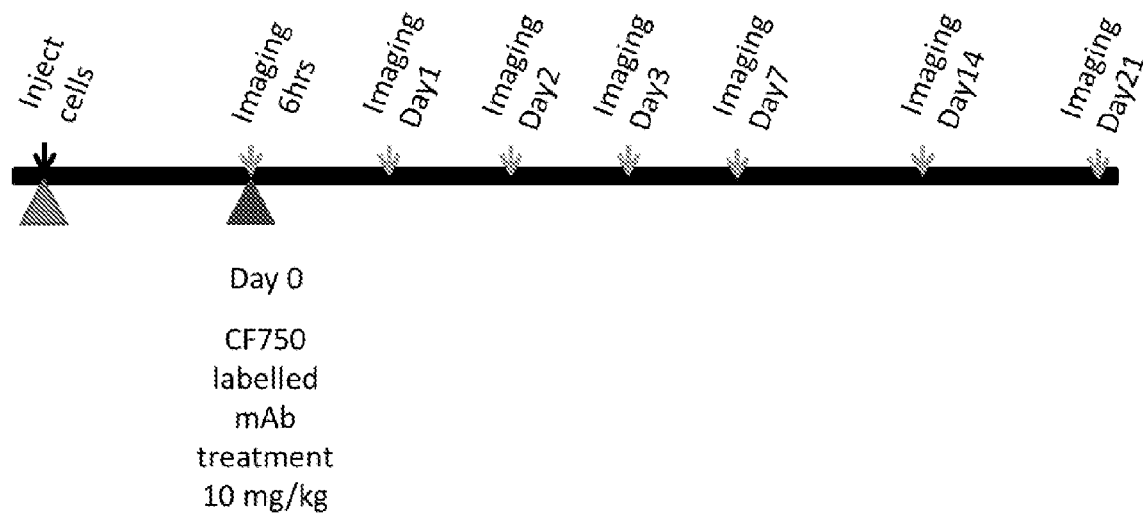 Inject
cells
Imaging
6hrs
Imaging
Day1
Imaging
Day2
Imaging
Day3
Imaging
Day7
Imaging
Day14
Imaging
Day21
Day 0
CF750
labelled
mAb
treatment
10 mg/kg